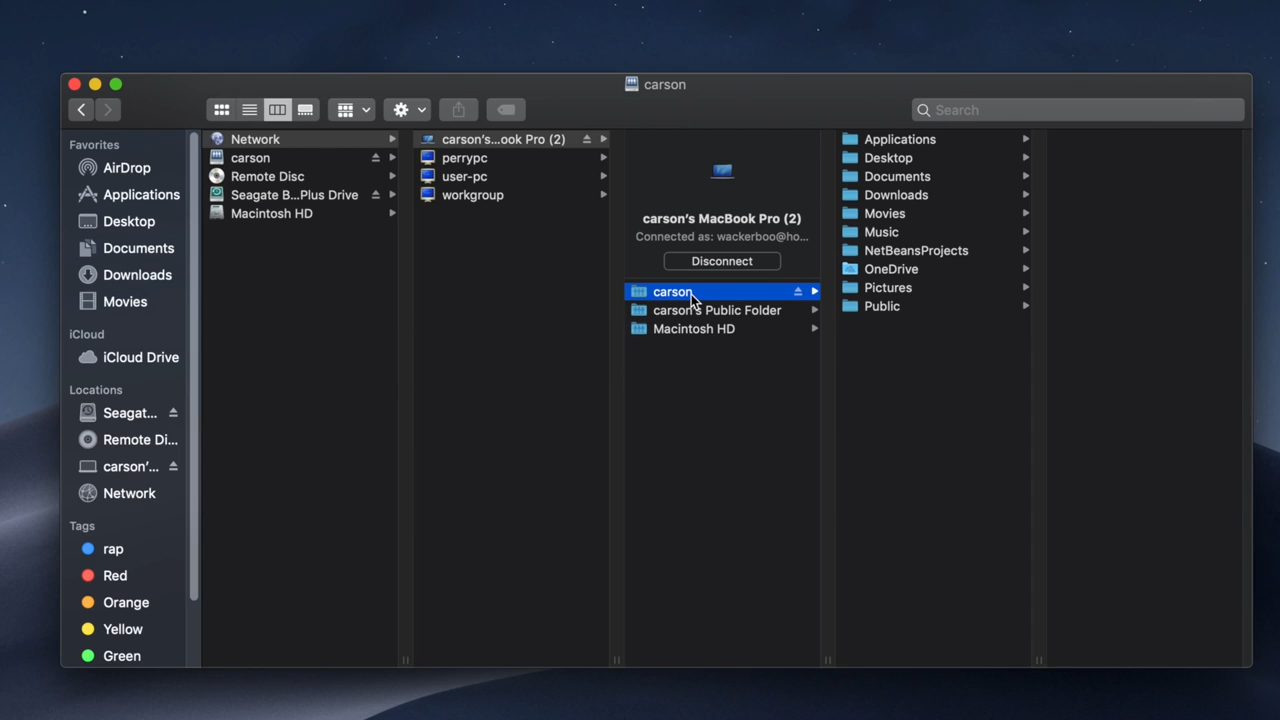 carson
Search
Favorites
AirDrop
Applications
Desktop
Documents
Downloads
Movies
iCloud
iCloud Drive
Locations
Seagat...
Remote Di...
carson'...
Network
Tags
rap
Red
Orange
Yellow
Green
Network
carson
Remote Disc
Seagate B...Plus Drive
Macintosh HD
carson's...ook Pro (2)
perrypc
user-pc
workgroup
carson's MacBook Pro (2)
Connected as: wackerboo@ho...
Disconnect
carson
carson's Public Folder
Macintosh HD
Applications
Desktop
Documents
Downloads
Movies
Music
NetBeansProjects
OneDrive
Pictures
Public